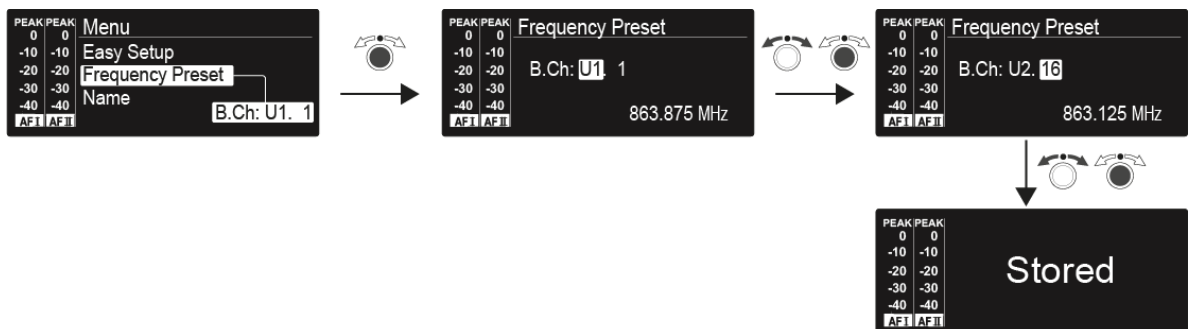 PEAK PEAK Menu
0 0
-10 -10 Easy Setup
-20 -20 Frequency Preset
-30 -30 Name
-40 -40 B.Ch: U1. 1
AF I AF II
PEAK PEAK Frequency Preset
0 0
-10 -10
-20 -20 B.Ch: U1. 1
-30 -30
-40 -40 863.875 MHz
AF I AF II
PEAK PEAK Frequency Preset
0 0
-10 -10
-20 -20 B.Ch: U2. 16
-30 -30
-40 -40 863.125 MHz
AF I AF II
PEAK PEAK
0 0
-10 -10
-20 -20 Stored
-30 -30
-40 -40
AF I AF II